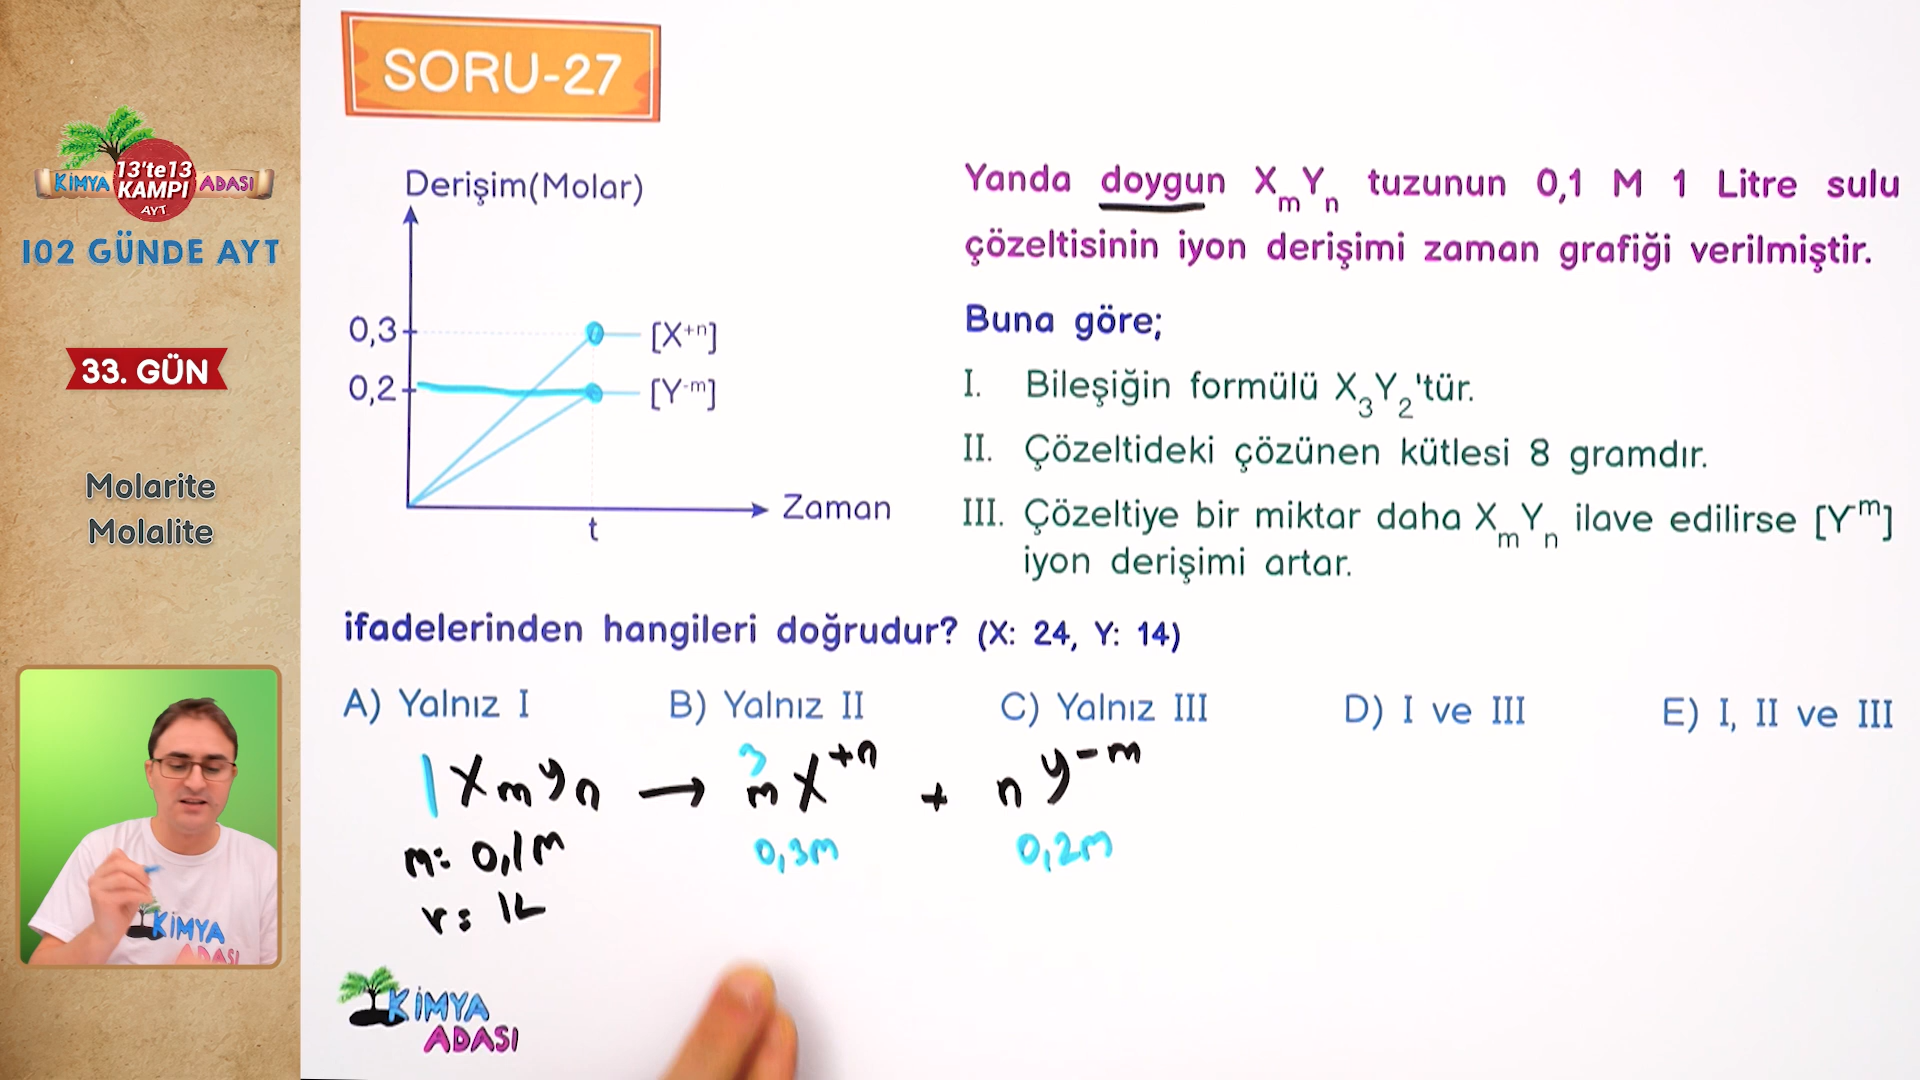 SORU-27
KİMYA 13'te13 KAMPI AYT ADASI
102 GÜNDE AYT
33. GÜN
Molarite
Molalite
Derişim(Molar)
0,3
[X+n]
0,2
[Y-m]
Zaman
t
Yanda doygun XmYn tuzunun 0,1 M 1 Litre sulu
çözeltisinin iyon derişimi zaman grafiği verilmiştir.
Buna göre;
I. Bileşiğin formülü X3Y2'tür.
II. Çözeltideki çözünen kütlesi 8 gramdır.
III. Çözeltiye bir miktar daha XmYn ilave edilirse [Ym]
iyon derişimi artar.
ifadelerinden hangileri doğrudur? (X: 24, Y: 14)
A) Yalnız I B) Yalnız II C) Yalnız III D) I ve III E) I, II ve III
3
1 XmYn → m X+n + n Y-m
m: 0,1M 0,3M 0,2M
v: 1L
KİMYA
ADASI
KİMYA
ADASI